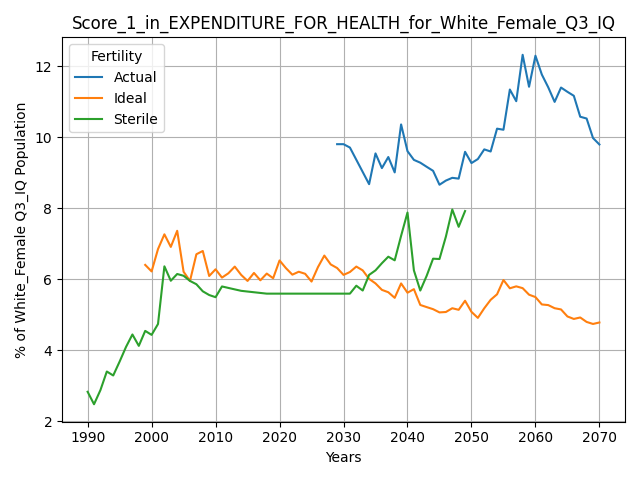 Score_1_in_EXPENDITURE_FOR_HEALTH_for_White_Female_Q3_IQ
Fertility
Actual
Ideal
Sterile
% of White_Female Q3_IQ Population
12
10
8
6
4
2
1990 2000 2010 2020 2030 2040 2050 2060 2070
Years